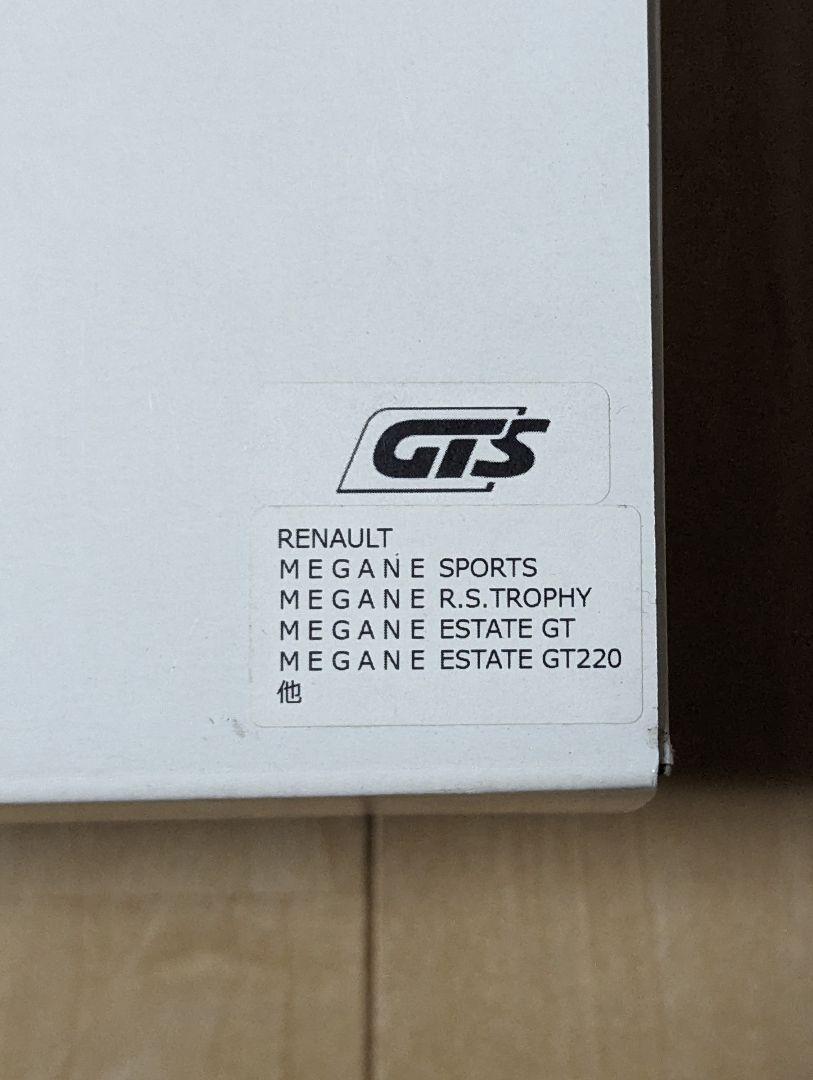 GTS
RENAULT
MEGANE SPORTS
MEGANE R.S.TROPHY
MEGANE ESTATE GT
MEGANE ESTATE GT220
他